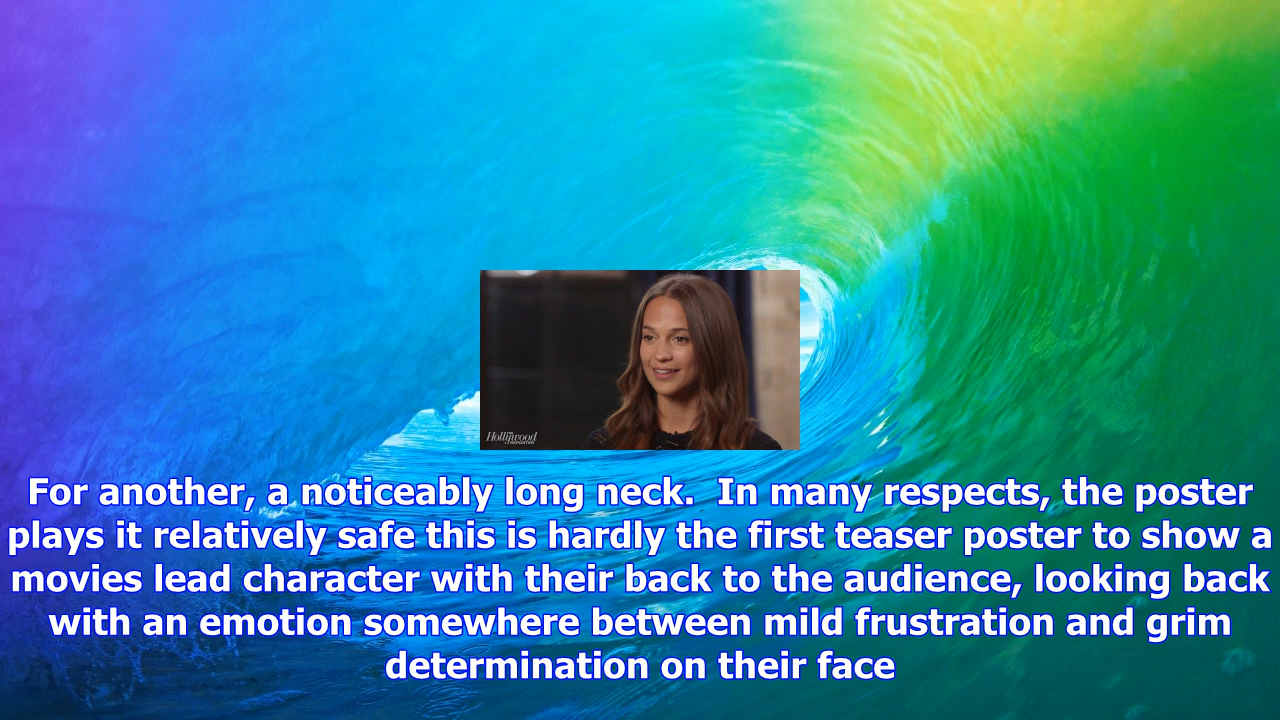 Hollywood
REPORTER
For another, a noticeably long neck.  In many respects, the poster
plays it relatively safe this is hardly the first teaser poster to show a
movies lead character with their back to the audience, looking back
with an emotion somewhere between mild frustration and grim
determination on their face